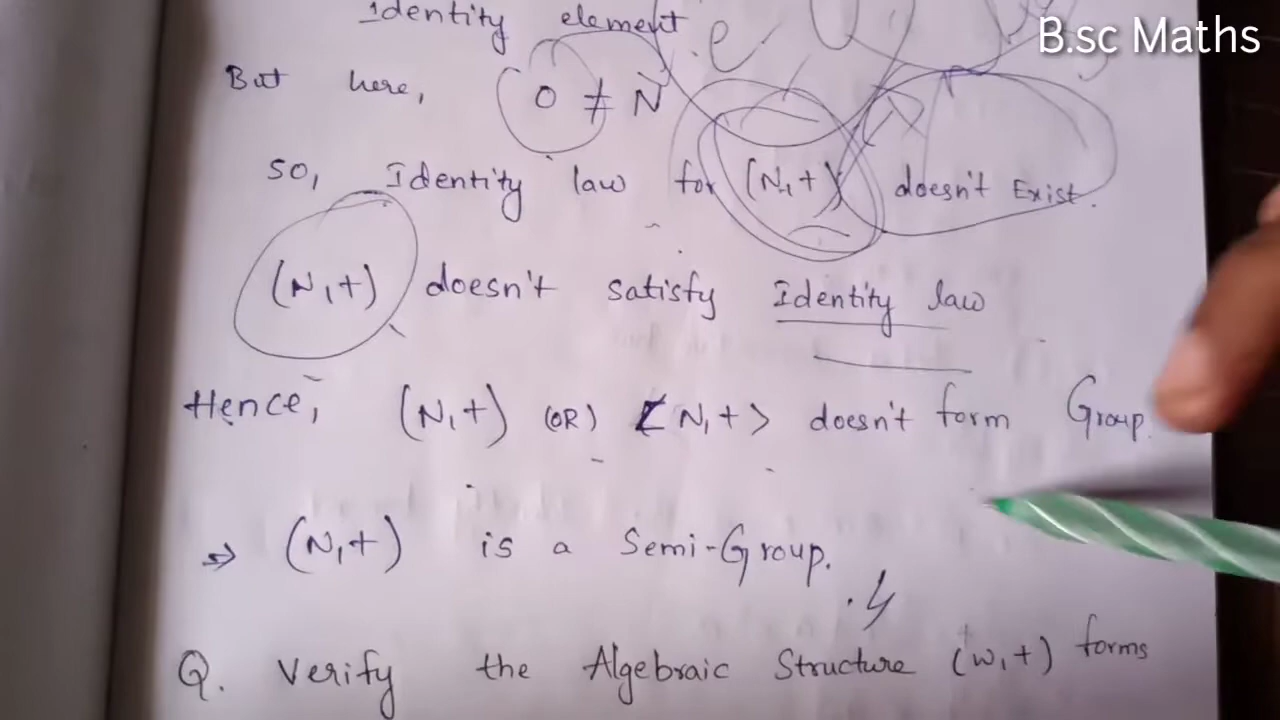 B.sc Maths
Identity element
But here, 0 ≠ N
So, Identity law for (N,+) doesn't Exist.
(N,+) doesn't satisfy Identity law
Hence, (N,+) (OR) <N,+> doesn't form Group.
⇒ (N,+) is a Semi-Group.
Q. Verify the Algebraic Structure (W,+) forms